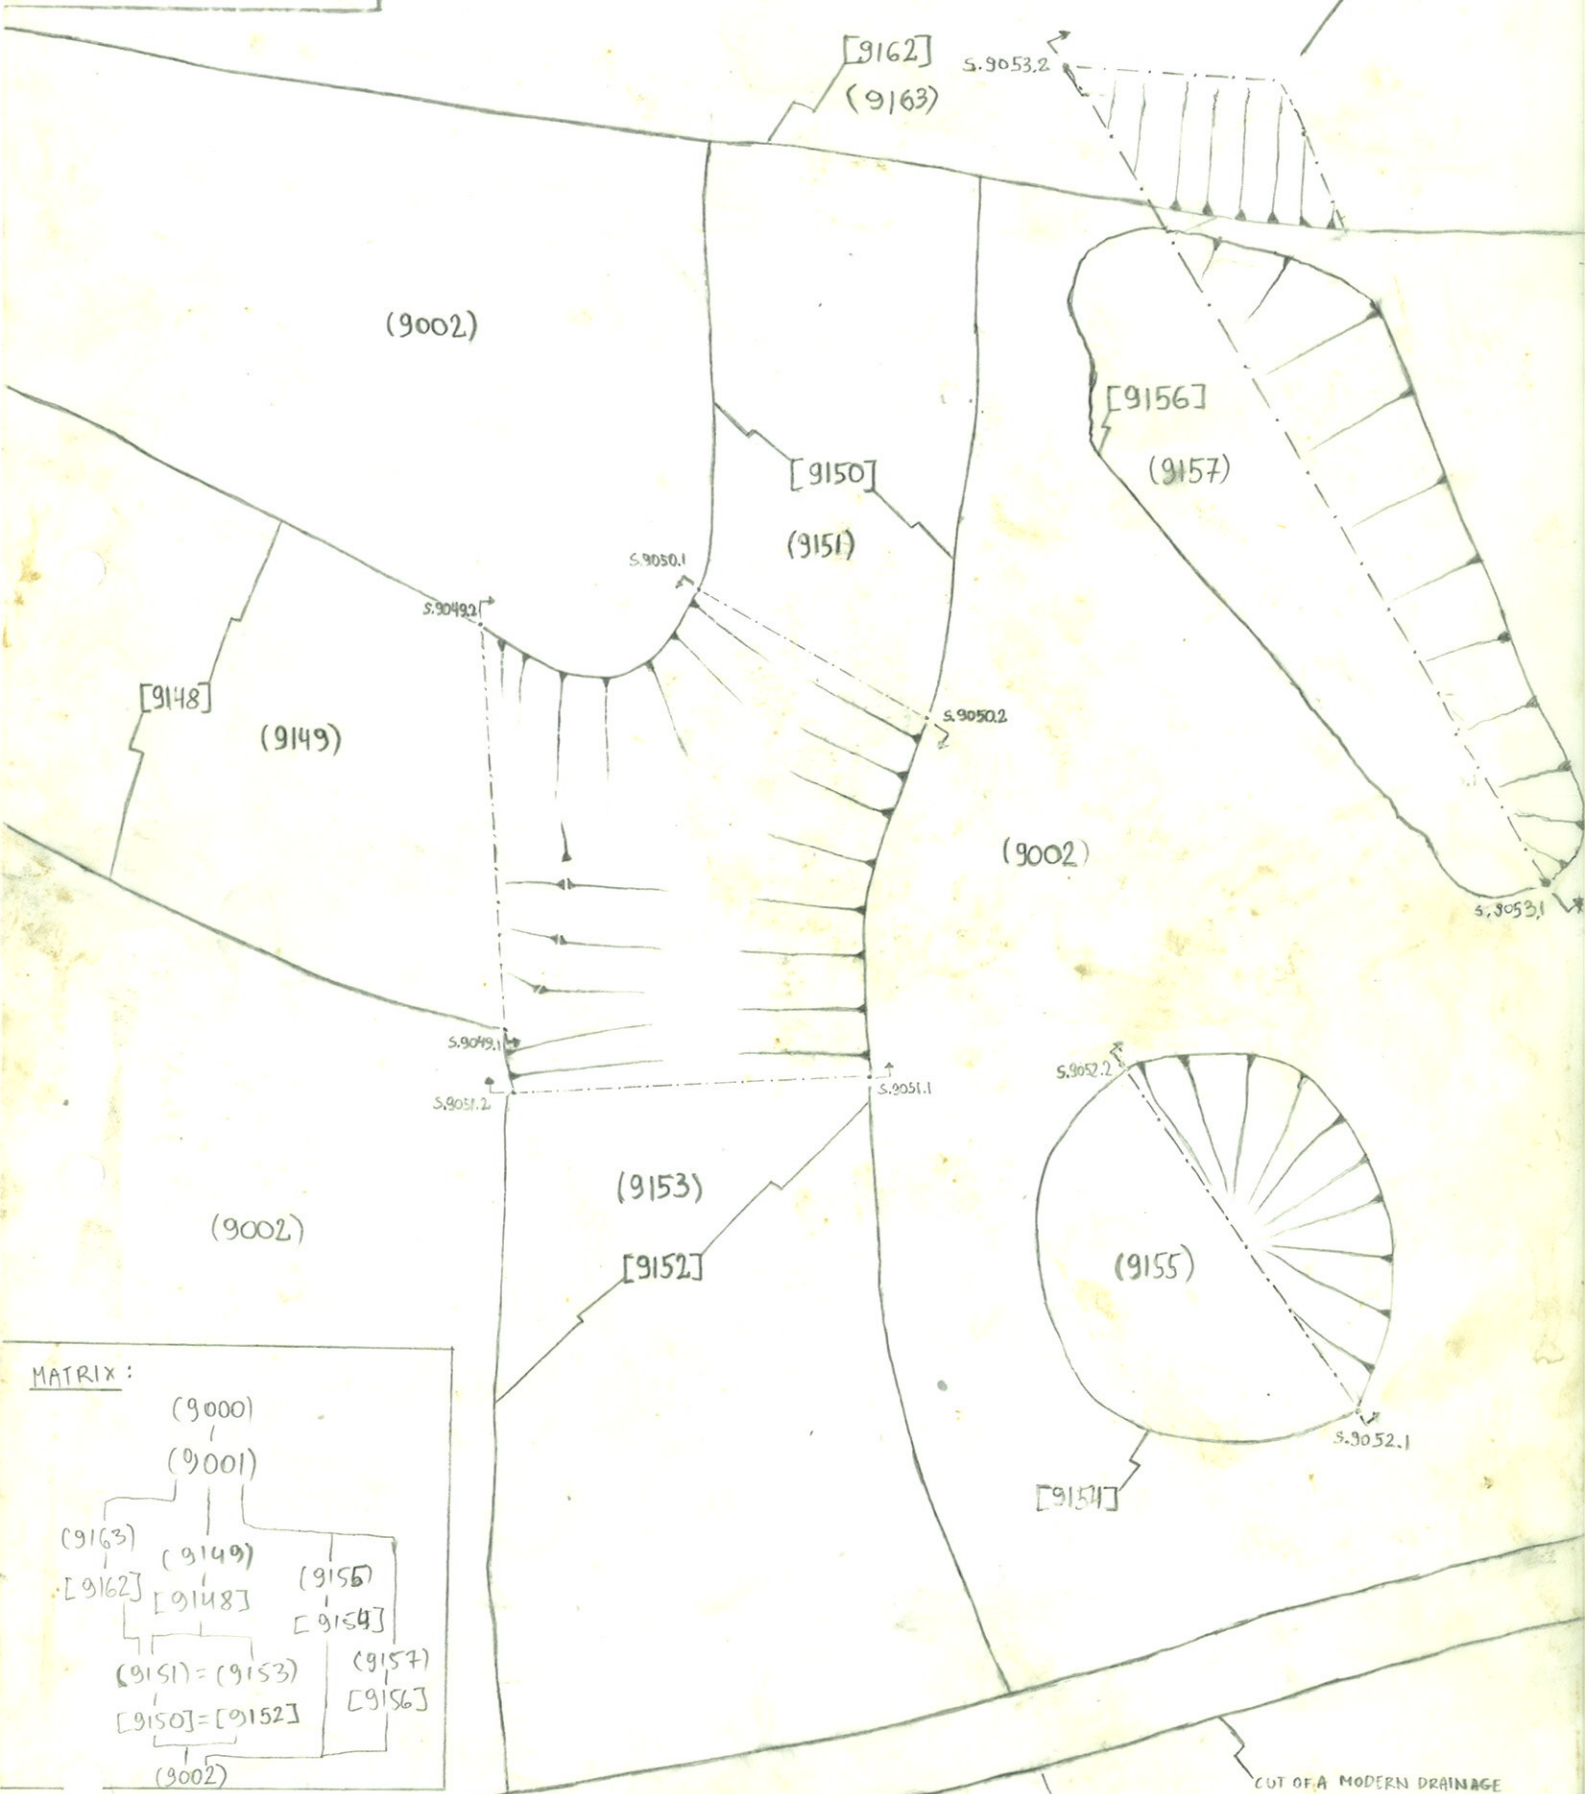 [9162]
S.9053.2
(9163)
(9002)
[9156]
(9157)
[9150]
(9151)
S.9050.1
S.9049.2
[9148]
S.9050.2
(9149)
(9002)
S.9053.1
S.9049.1
S.9052.2
S.9051.2
S.9051.1
(9153)
(9002)
[9152]
(9155)
MATRIX:
(9000)
(9001)
S.9052.1
[9154]
(9163)
(9149)
[9162]
[9148]
(9155)
[9154]
(9151) = (9153)
(9157)
[9150] = [9152]
[9156]
(9002)
CUT OF A MODERN DRAINAGE